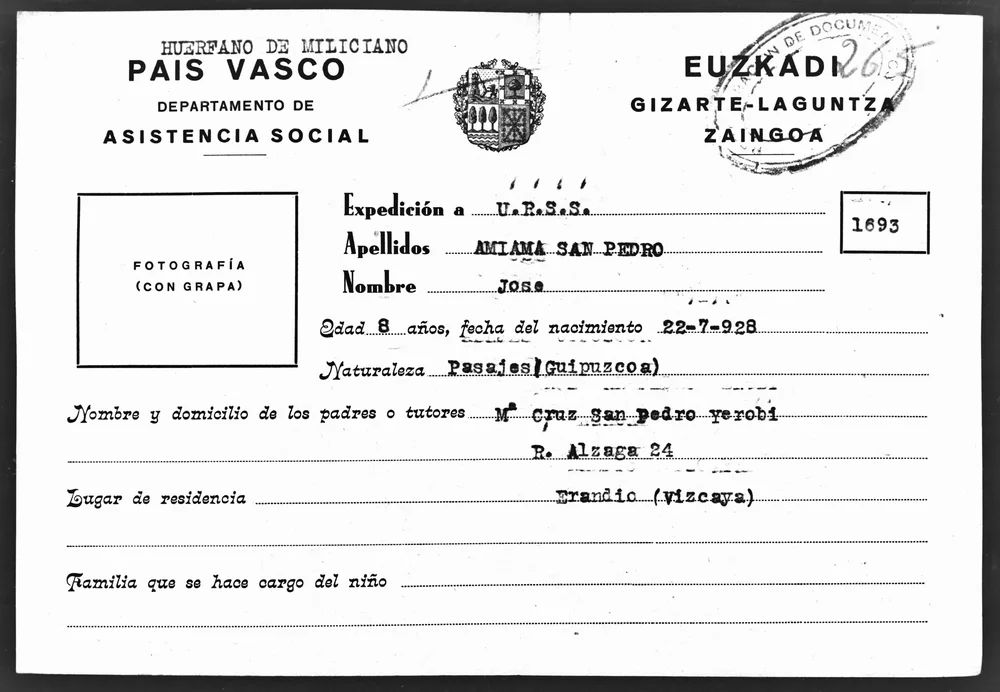 HUERFANO DE MILICIANO
PAIS VASCO
DEPARTAMENTO DE
ASISTENCIA SOCIAL
EUZKADI
GIZARTE-LAGUNTZA
ZAINGOA
DE DOCUMEN
265
Expedición a U.R.S.S.
1693
Apellidos AMIAMA SAN PEDRO
Nombre Jose
FOTOGRAFÍA
(CON GRAPA)
Edad 8 años, fecha del nacimiento 22-7-928
Naturaleza Pasajes (Guipuzcoa)
Nombre y domicilio de los padres o tutores Mª Cruz San Pedro Yerobi
R. Alzaga 24
Lugar de residencia Erandio (Vizcaya)
Familia que se hace cargo del niño